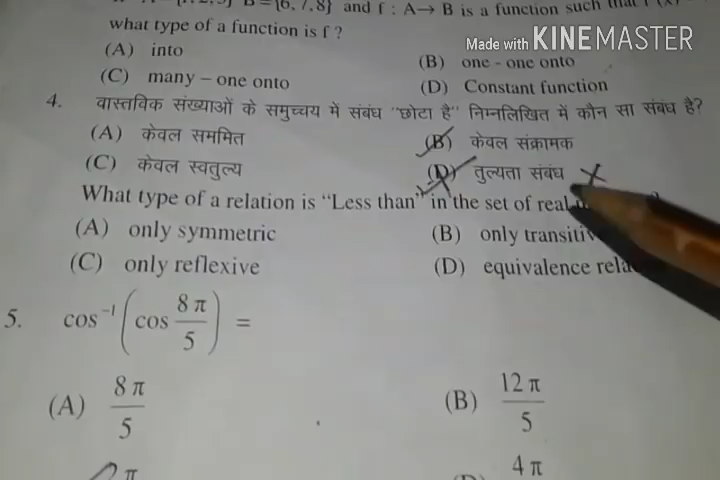 B = {6, 7, 8} and f : A→ B is a function such that f
what type of a function is f ?
Made with KINEMASTER
(A) into
(B) one - one onto
(C) many – one onto
(D) Constant function
4. वास्तविक संख्याओं के समुच्चय में संबंध "छोटा है" निम्नलिखित में कौन सा संबंध है?
(A) केवल सममित
(B) केवल संक्रामक
(C) केवल स्वतुल्य
(D) तुल्यता संबंध
What type of a relation is "Less than" in the set of real
(A) only symmetric
(B) only transitiv
(C) only reflexive
(D) equivalence rela
5. cos⁻¹(cos 8π/5) =
(A) 8π/5
(B) 12π/5
2π
4π